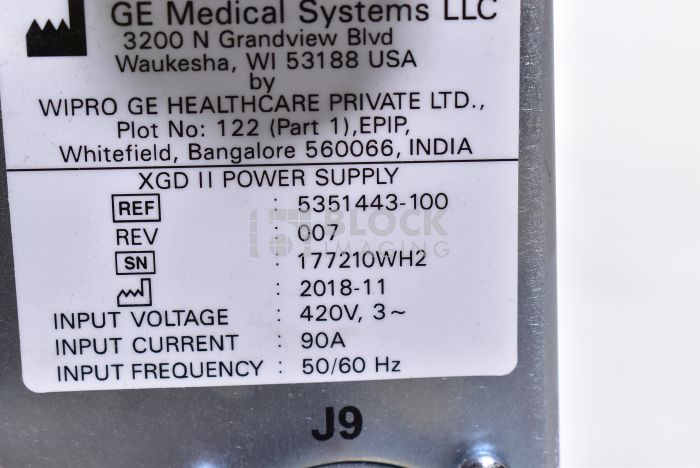 GE Medical Systems LLC
3200 N Grandview Blvd
Waukesha, WI 53188 USA
by
WIPRO GE HEALTHCARE PRIVATE LTD.,
Plot No: 122 (Part 1),EPIP,
Whitefield, Bangalore 560066, INDIA
XGD II POWER SUPPLY
REF : 5351443-100
REV : 007
SN : 177210WH2
: 2018-11
INPUT VOLTAGE : 420V, 3~
INPUT CURRENT : 90A
INPUT FREQUENCY : 50/60 Hz
J9
BLOCK
IMAGING